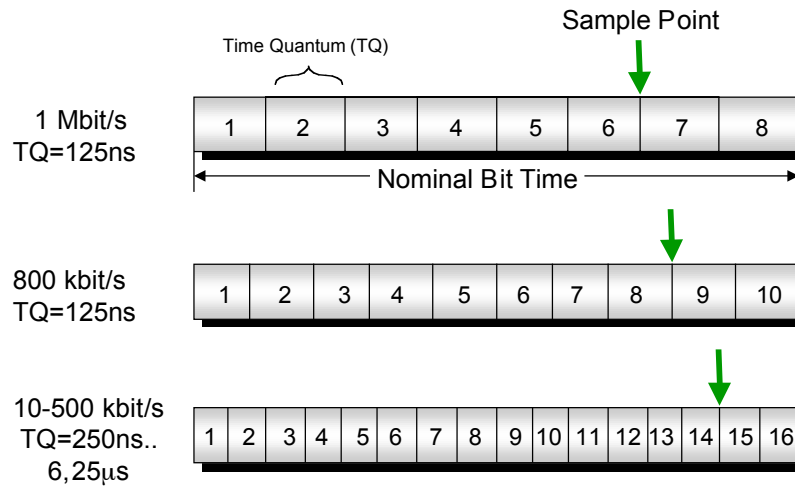 Sample Point
Time Quantum (TQ)
1 Mbit/s
TQ=125ns
1 2 3 4 5 6 7 8
Nominal Bit Time
800 kbit/s
TQ=125ns
1 2 3 4 5 6 7 8 9 10
10-500 kbit/s
TQ=250ns..
6,25μs
1 2 3 4 5 6 7 8 9 10 11 12 13 14 15 16